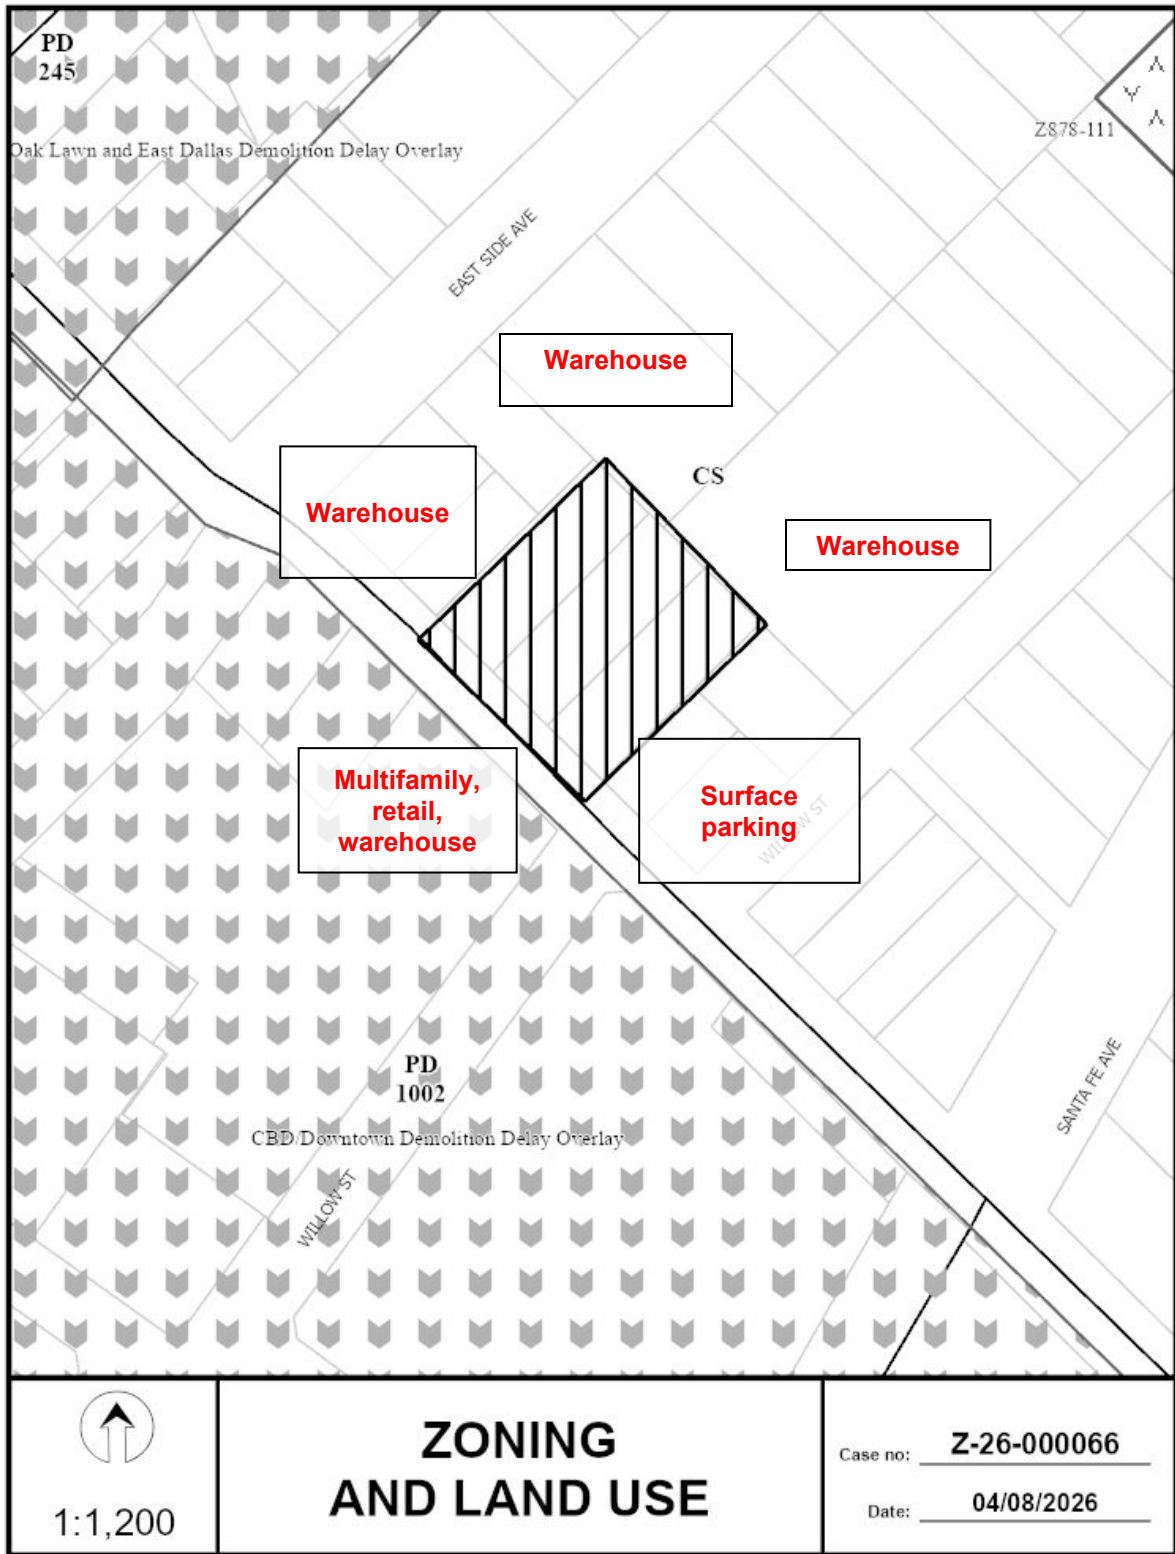 PD
245
Oak Lawn and East Dallas Demolition Delay Overlay
Z878-111
EAST SIDE AVE
Warehouse
CS
Warehouse
Warehouse
Multifamily,
retail,
warehouse
Surface
parking
WILLOW ST
SANTA FE AVE
PD
1002
CBD/Downtown Demolition Delay Overlay
WILLOW ST
1:1,200
ZONING
AND LAND USE
Case no: Z-26-000066
Date: 04/08/2026